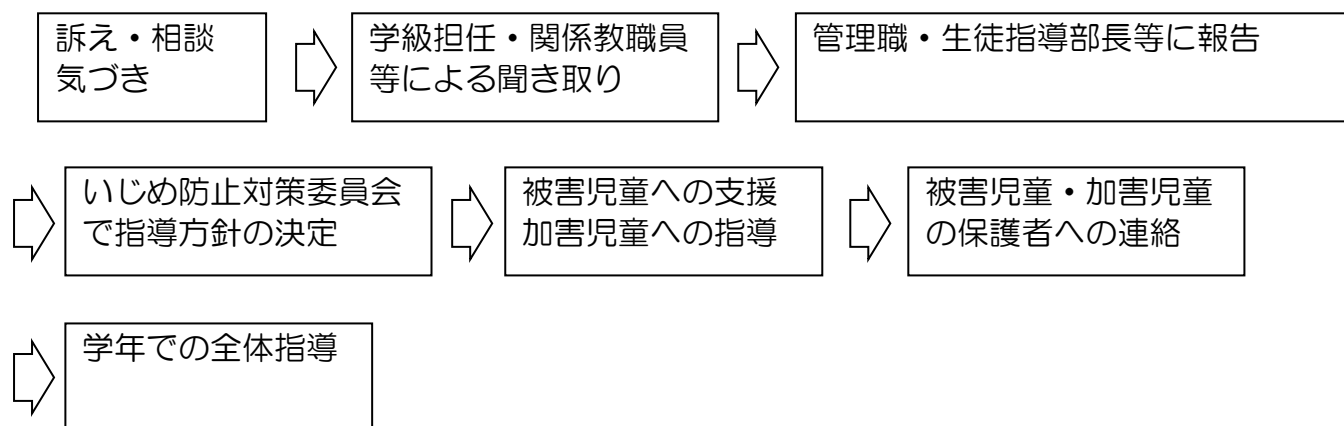 訴え・相談
気づき
学級担任・関係教職員
等による聞き取り
管理職・生徒指導部長等に報告
いじめ防止対策委員会
で指導方針の決定
被害児童への支援
加害児童への指導
被害児童・加害児童
の保護者への連絡
学年での全体指導